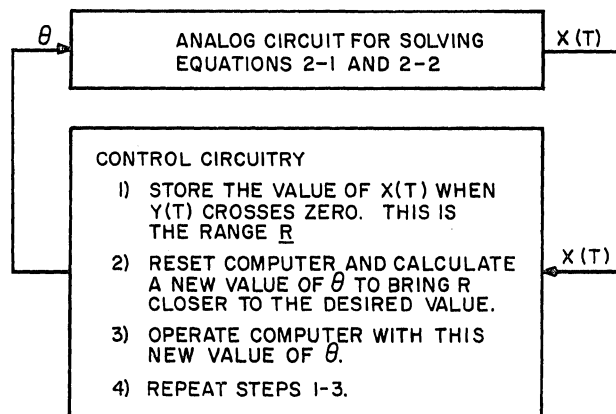 θ
ANALOG CIRCUIT FOR SOLVING
EQUATIONS 2-1 AND 2-2
X(T)
CONTROL CIRCUITRY
1) STORE THE VALUE OF X(T) WHEN
Y(T) CROSSES ZERO. THIS IS
THE RANGE R
2) RESET COMPUTER AND CALCULATE
A NEW VALUE OF θ TO BRING R
CLOSER TO THE DESIRED VALUE.
3) OPERATE COMPUTER WITH THIS
NEW VALUE OF θ.
4) REPEAT STEPS 1-3.
X(T)